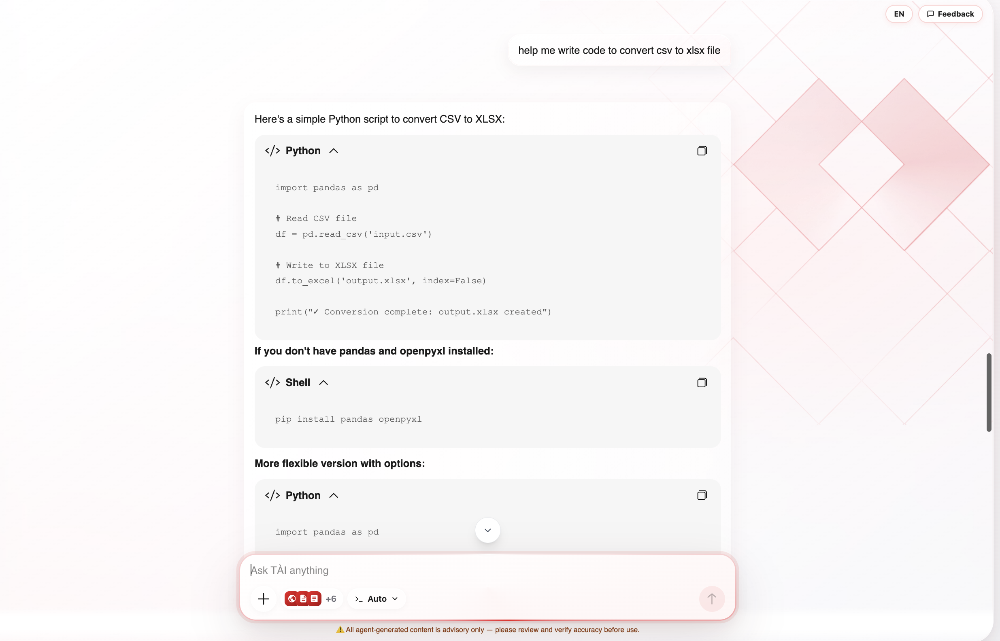 EN
Feedback
help me write code to convert csv to xlsx file
Here's a simple Python script to convert CSV to XLSX:
</> Python
import pandas as pd
# Read CSV file
df = pd.read_csv('input.csv')
# Write to XLSX file
df.to_excel('output.xlsx', index=False)
print("✓ Conversion complete: output.xlsx created")
If you don't have pandas and openpyxl installed:
</> Shell
pip install pandas openpyxl
More flexible version with options:
</> Python
import pandas as pd
Ask TÀI anything
+6
>_ Auto
⚠️ All agent-generated content is advisory only — please review and verify accuracy before use.